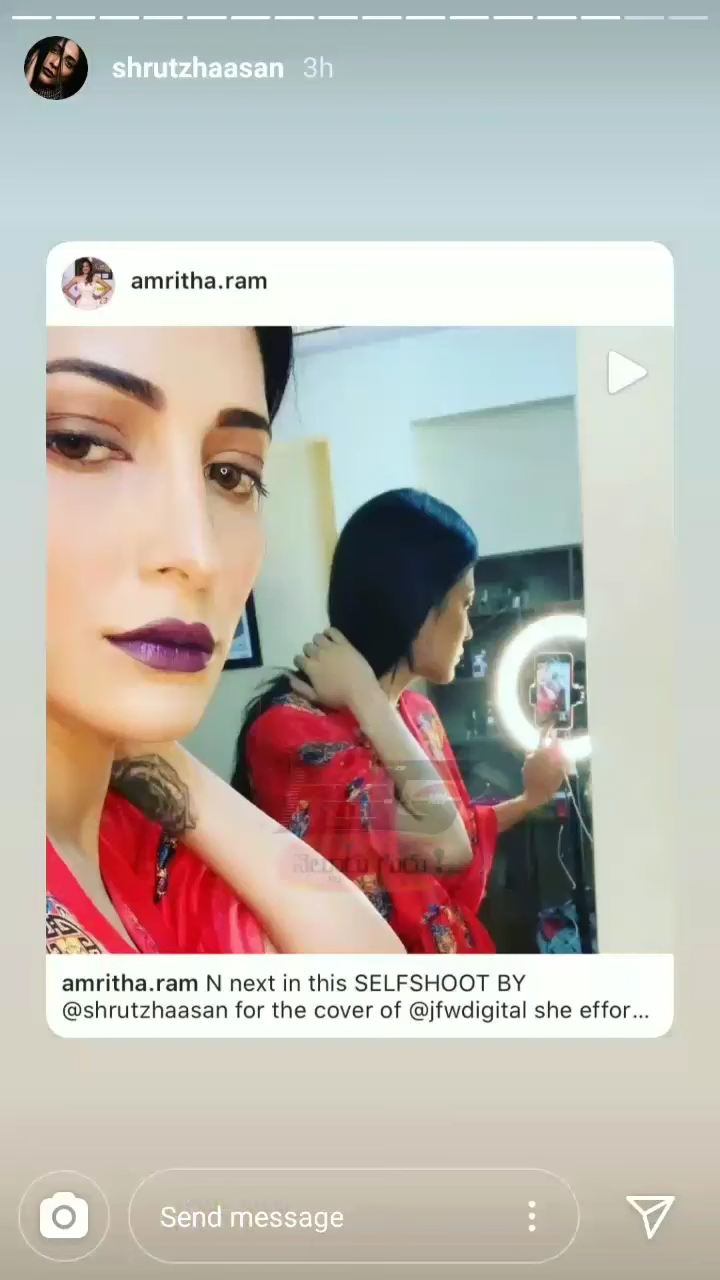 shrutzhaasan 3h
amritha.ram
నెల్లూరు గురు !
amritha.ram N next in this SELFSHOOT BY
@shrutzhaasan for the cover of @jfwdigital she effor...
Send message